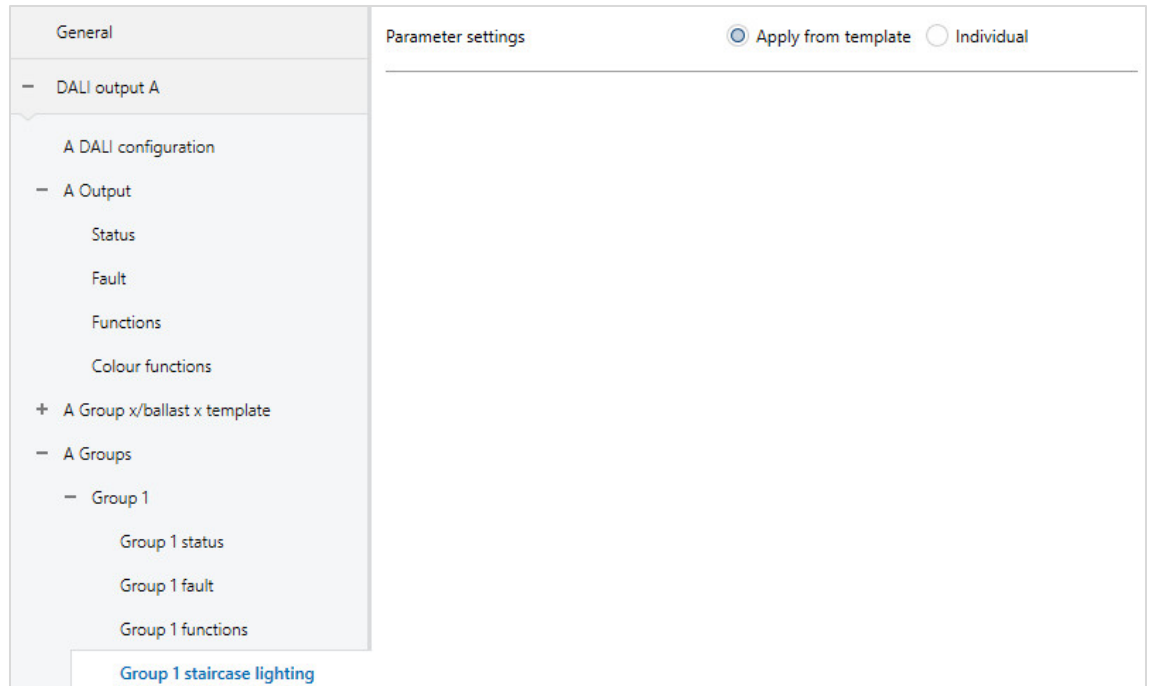 General
Parameter settings Apply from template Individual
− DALI output A
A DALI configuration
− A Output
Status
Fault
Functions
Colour functions
+ A Group x/ballast x template
− A Groups
− Group 1
Group 1 status
Group 1 fault
Group 1 functions
Group 1 staircase lighting